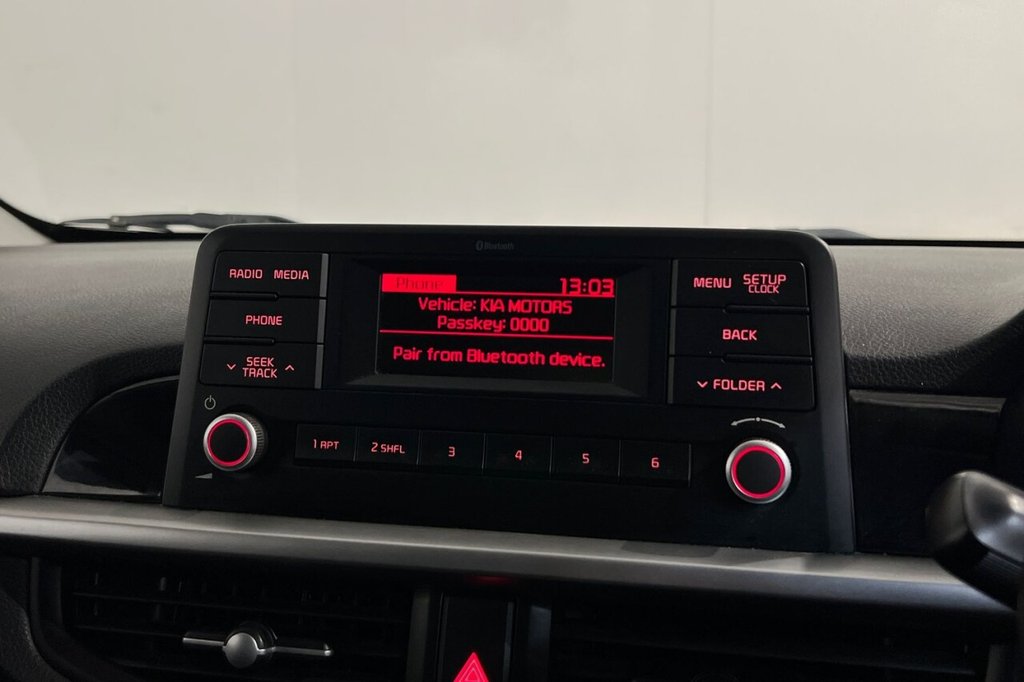 Bluetooth
RADIO MEDIA
PHONE
SEEK
TRACK
Phone 13:03
Vehicle: KIA MOTORS
Passkey: 0000
Pair from Bluetooth device.
MENU SETUP
CLOCK
BACK
FOLDER
1 RPT 2 SHFL 3 4 5 6